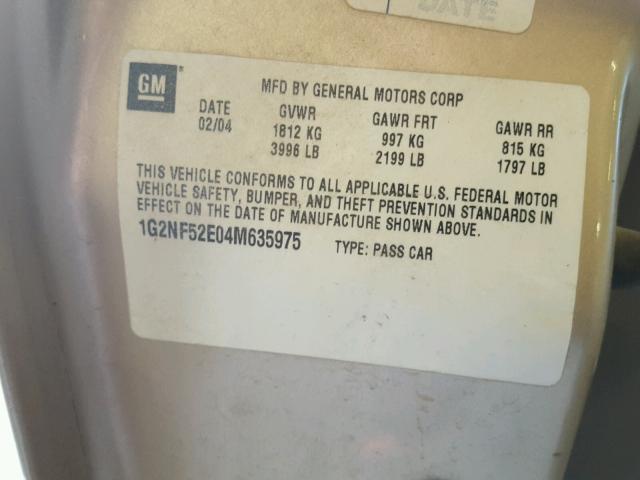 DATE
GM
MFD BY GENERAL MOTORS CORP
DATE GVWR GAWR FRT GAWR RR
02/04 1812 KG 997 KG 815 KG
3996 LB 2199 LB 1797 LB
THIS VEHICLE CONFORMS TO ALL APPLICABLE U.S. FEDERAL MOTOR
VEHICLE SAFETY, BUMPER, AND THEFT PREVENTION STANDARDS IN
EFFECT ON THE DATE OF MANUFACTURE SHOWN ABOVE.
1G2NF52E04M635975 TYPE: PASS CAR